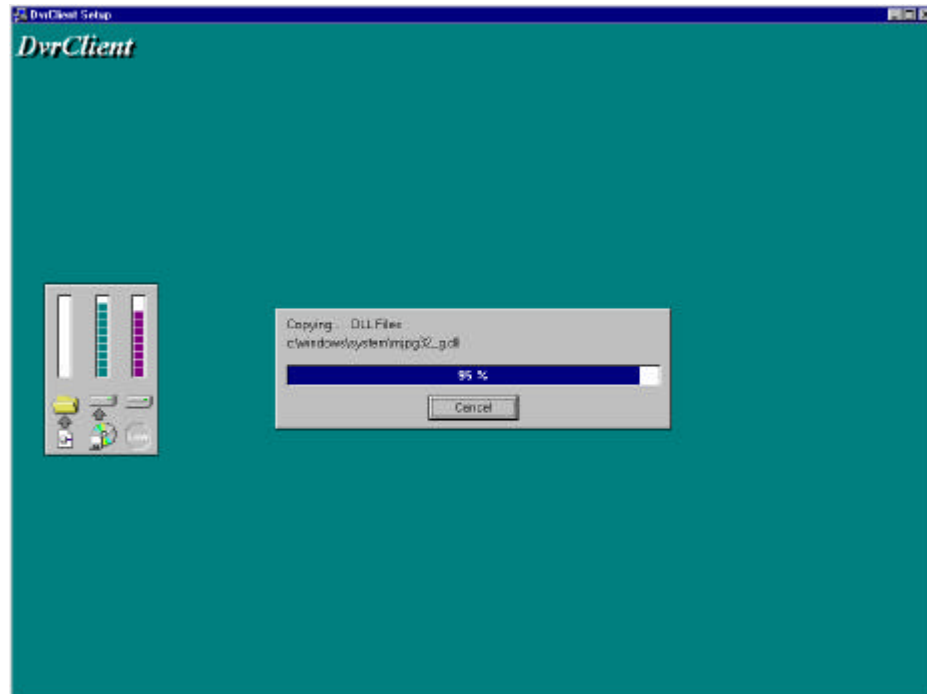 DvrClient Setup
DvrClient
Copying... DLL Files
c:\windows\system\mjpg32_g.dll
95 %
Cancel